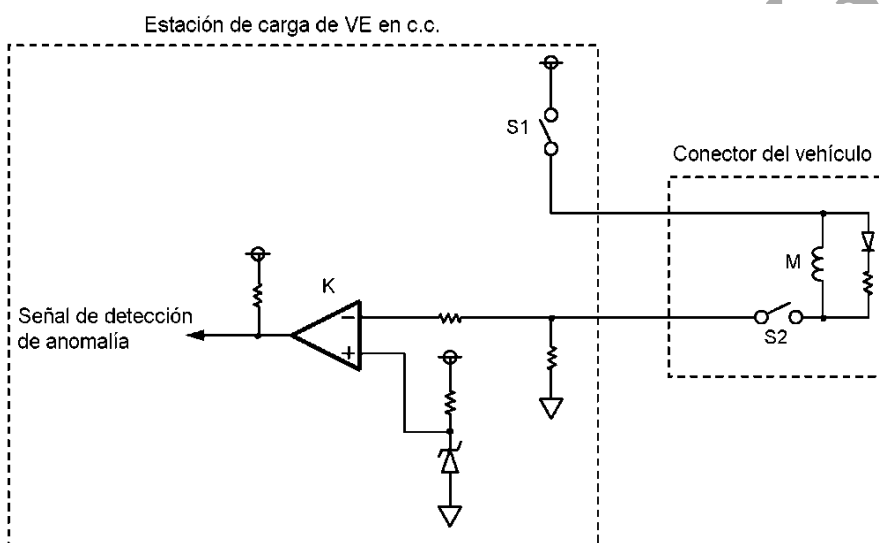 Estación de carga de VE en c.c.
S1
Conector del vehículo
M
K
Señal de detección
de anomalía
S2